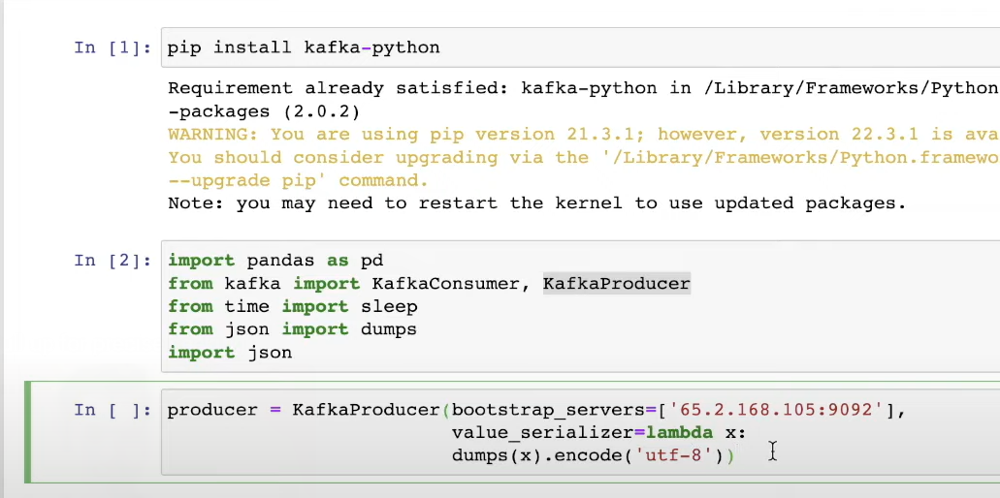 In [1]: pip install kafka-python
Requirement already satisfied: kafka-python in /Library/Frameworks/Python
-packages (2.0.2)
WARNING: You are using pip version 21.3.1; however, version 22.3.1 is ava
You should consider upgrading via the '/Library/Frameworks/Python.framewo
--upgrade pip' command.
Note: you may need to restart the kernel to use updated packages.
In [2]: import pandas as pd
from kafka import KafkaConsumer, KafkaProducer
from time import sleep
from json import dumps
import json
In [ ]: producer = KafkaProducer(bootstrap_servers=['65.2.168.105:9092'],
value_serializer=lambda x:
dumps(x).encode('utf-8'))